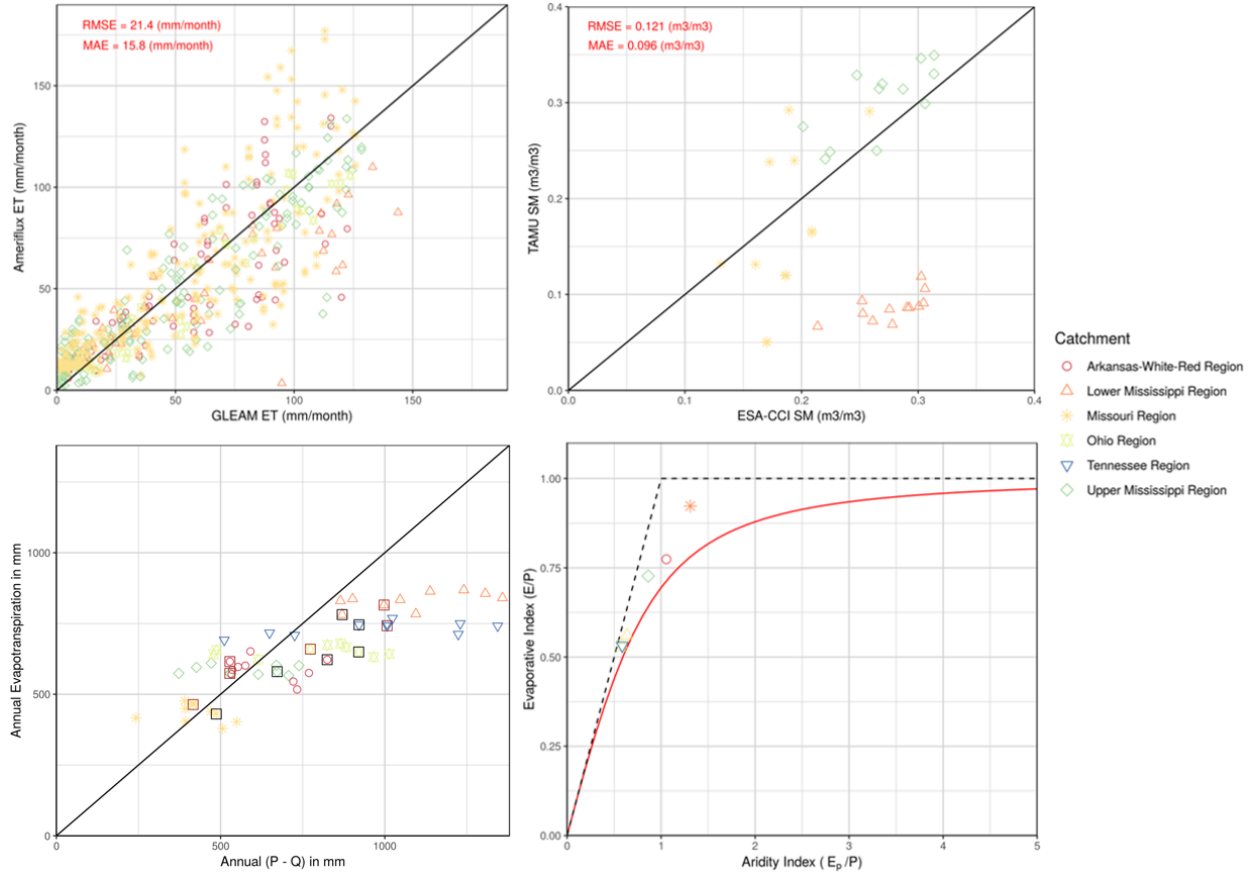 RMSE = 21.4 (mm/month)
MAE = 15.8 (mm/month)
Ameriflux ET (mm/month)
150
100
50
0
0
50
100
150
GLEAM ET (mm/month)
RMSE = 0.121 (m3/m3)
MAE = 0.096 (m3/m3)
TAMU SM (m3/m3)
0.4
0.3
0.2
0.1
0.0
0.0
0.1
0.2
0.3
0.4
ESA-CCI SM (m3/m3)
Catchment
Arkansas-White-Red Region
Lower Mississippi Region
Missouri Region
Ohio Region
Tennessee Region
Upper Mississippi Region
Annual Evapotranspiration in mm
1000
500
0
0
500
1000
Annual (P - Q) in mm
Evaporative Index (E/P)
1.00
0.75
0.50
0.25
0.00
0
1
2
3
4
5
Aridity Index ( Ep /P)